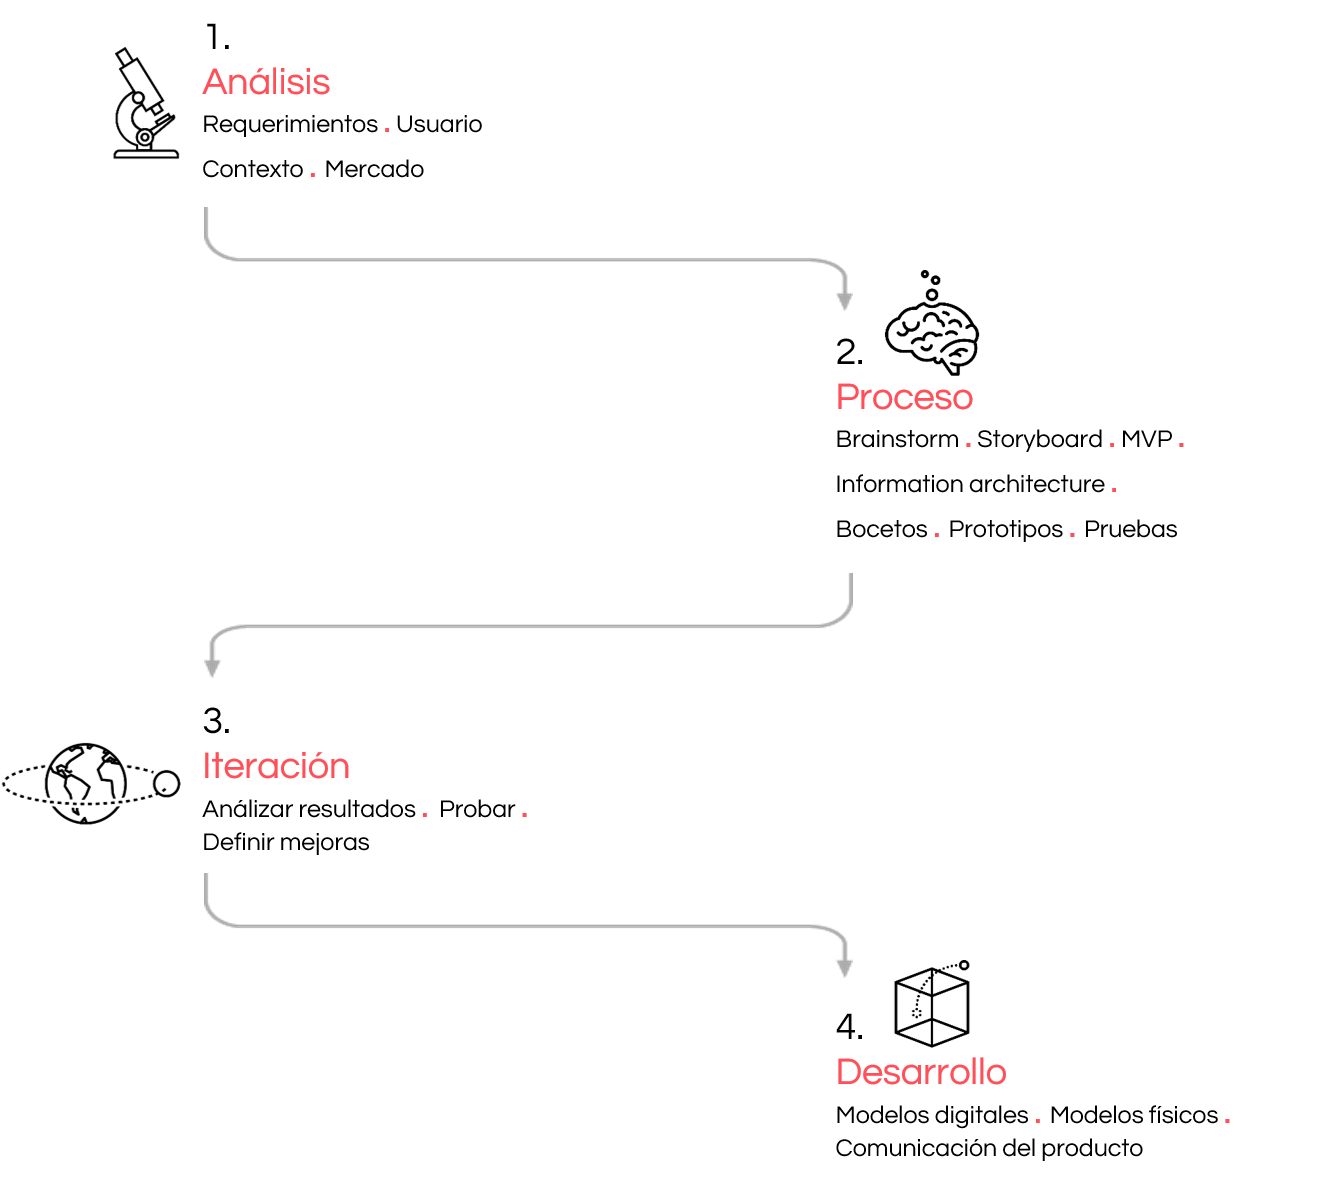 1.
Análisis
Requerimientos . Usuario
Contexto . Mercado
2.
Proceso
Brainstorm . Storyboard . MVP .
Information architecture .
Bocetos . Prototipos . Pruebas
3.
Iteración
Análizar resultados . Probar .
Definir mejoras
4.
Desarrollo
Modelos digitales . Modelos físicos .
Comunicación del producto